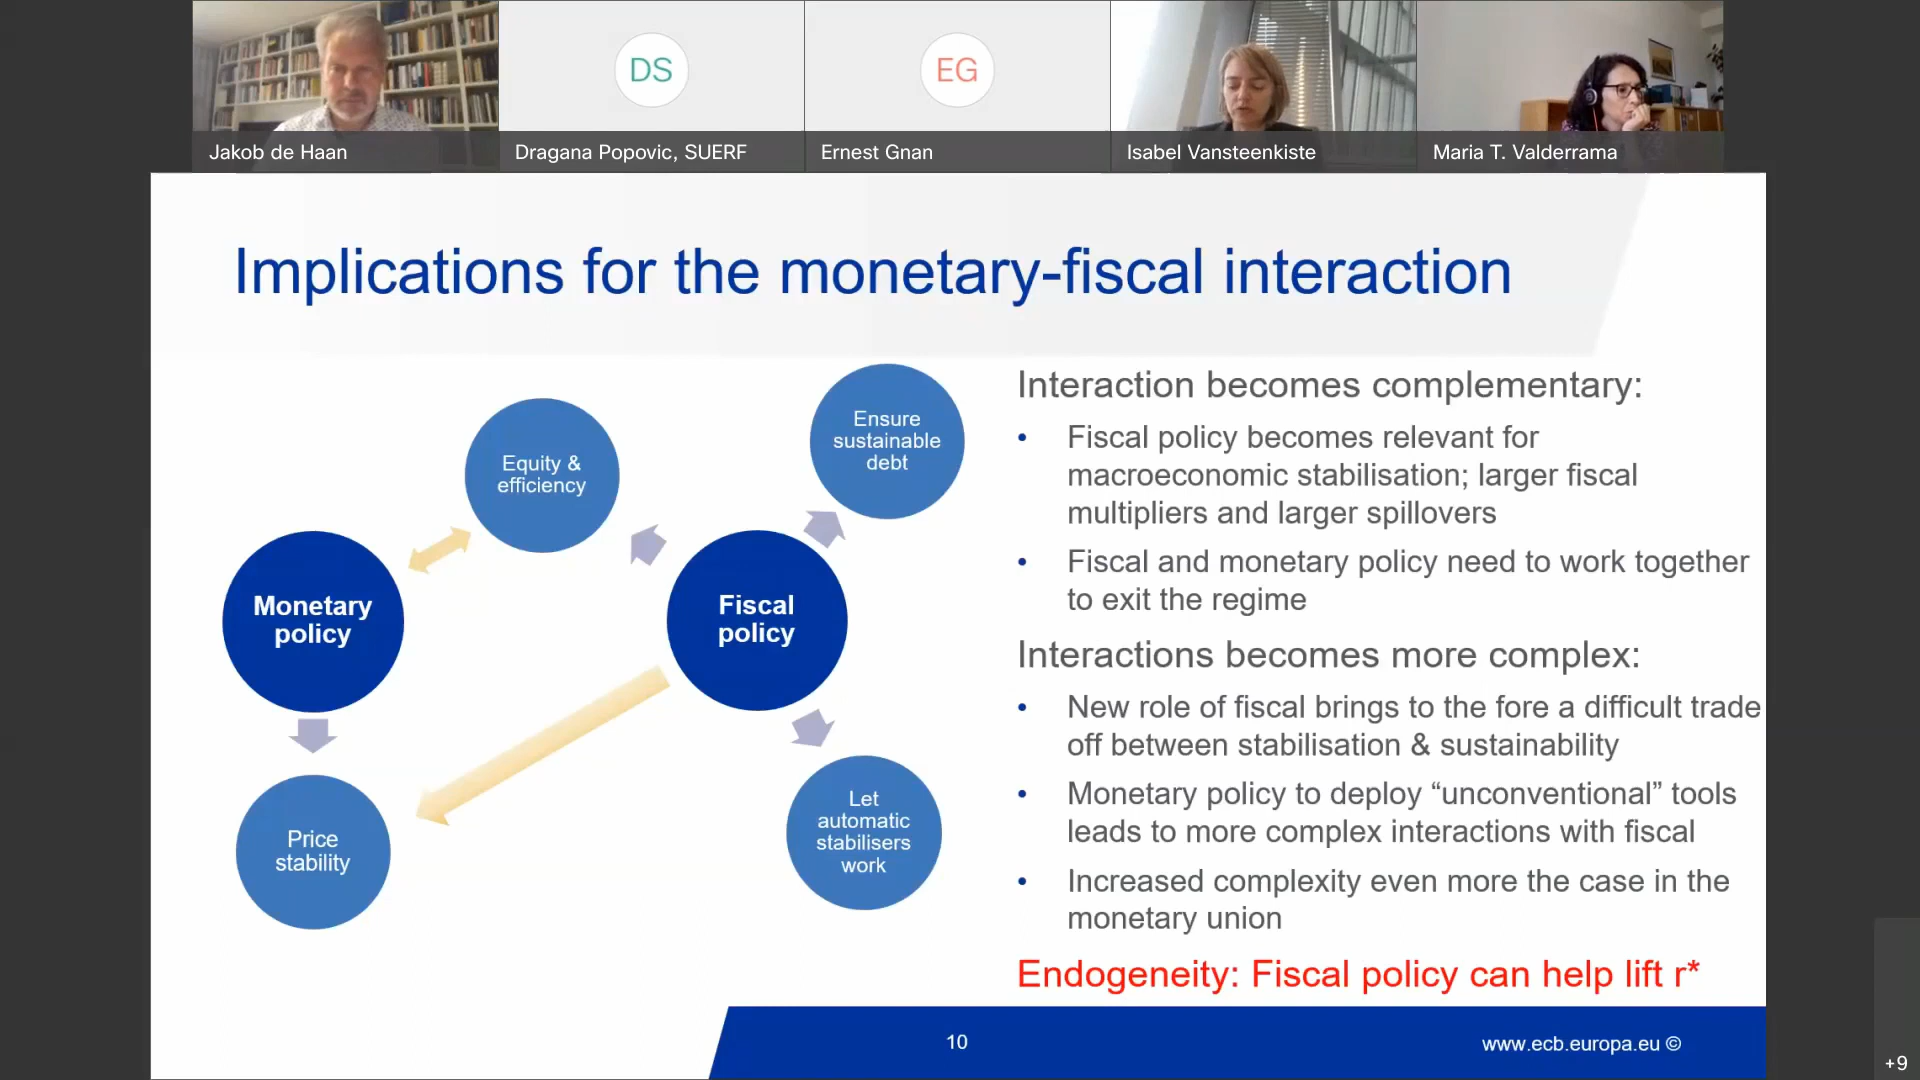 DS
EG
Jakob de Haan
Dragana Popovic, SUERF
Ernest Gnan
Isabel Vansteenkiste
Maria T. Valderrama
Implications for the monetary-fiscal interaction
Equity &
efficiency
Ensure
sustainable
debt
Monetary
policy
Fiscal
policy
Price
stability
Let
automatic
stabilisers
work
Interaction becomes complementary:
• Fiscal policy becomes relevant for
macroeconomic stabilisation; larger fiscal
multipliers and larger spillovers
• Fiscal and monetary policy need to work together
to exit the regime
Interactions becomes more complex:
• New role of fiscal brings to the fore a difficult trade
off between stabilisation & sustainability
• Monetary policy to deploy “unconventional” tools
leads to more complex interactions with fiscal
• Increased complexity even more the case in the
monetary union
Endogeneity: Fiscal policy can help lift r*
10
www.ecb.europa.eu ©
+9